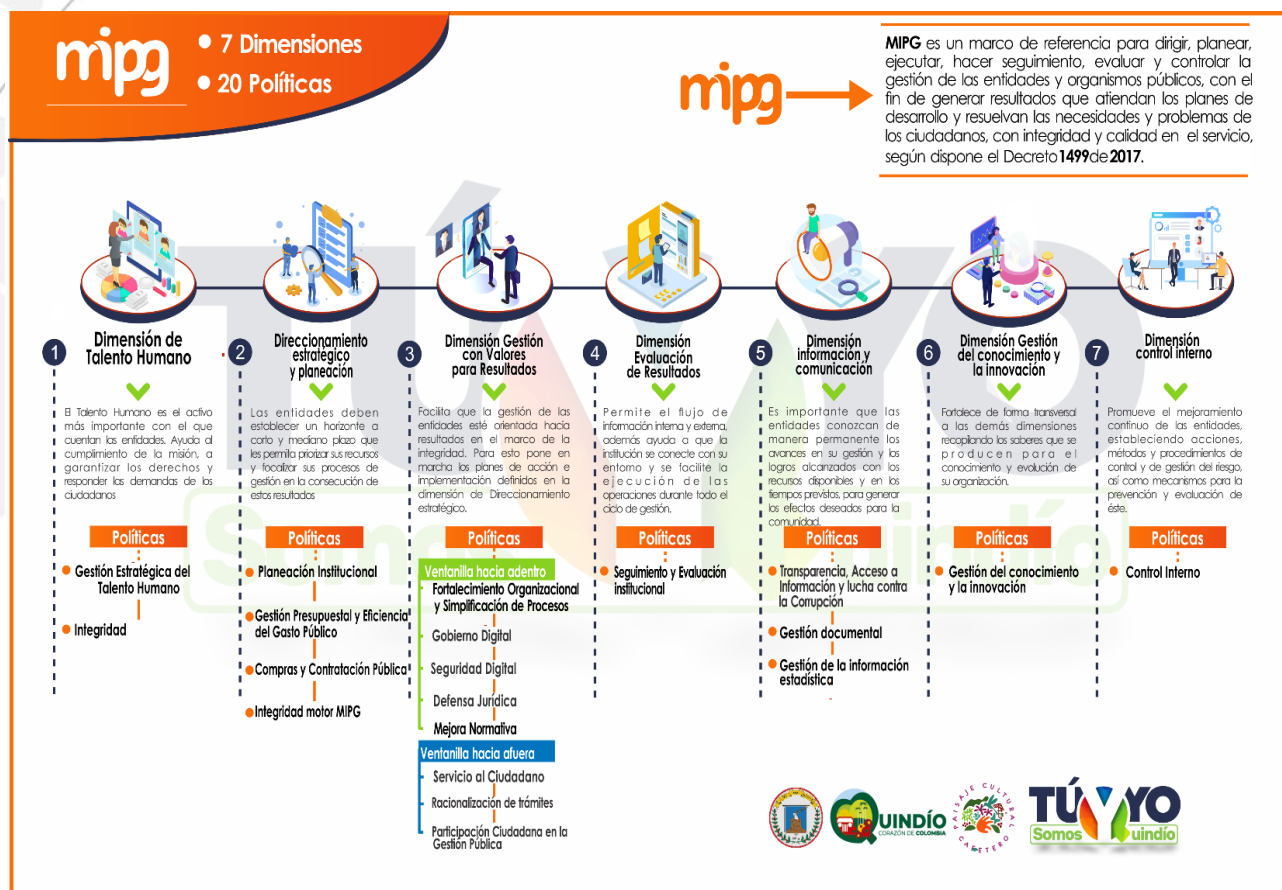 mipg
• 7 Dimensiones
• 20 Políticas
mipg
MIPG es un marco de referencia para dirigir, planear,
ejecutar, hacer seguimiento, evaluar y controlar la
gestión de las entidades y organismos públicos, con el
fin de generar resultados que atiendan los planes de
desarrollo y resuelvan las necesidades y problemas de
los ciudadanos, con integridad y calidad en el servicio,
según dispone el Decreto 1499 de 2017.
1
Dimensión de
Talento Humano
El Talento Humano es el activo
más importante con el que
cuentan las entidades. Ayuda al
cumplimiento de la misión, a
garantizar los derechos y
responder las demandas de los
ciudadanos
Políticas
Gestión Estratégica del
Talento Humano
Integridad
2
Direccionamiento
estratégico
y planeación
Las entidades deben
establecer un horizonte a
corto y mediano plazo que
les permita priorizar sus recursos
y focalizar sus procesos de
gestión en la consecución de
estos resultados
Políticas
Planeación Institucional
Gestión Presupuestal y Eficiencia
del Gasto Público
Compras y Contratación Pública
Integridad motor MIPG
3
Dimensión Gestión
con Valores
para Resultados
Facilita que la gestión de las
entidades esté orientada hacia
resultados en el marco de la
integridad. Para esto pone en
marcha los planes de acción e
implementación definidos en la
dimensión de Direccionamiento
estratégico.
Políticas
Ventanilla hacia adentro
Fortalecimiento Organizacional
y Simplificación de Procesos
Gobierno Digital
Seguridad Digital
Defensa Jurídica
Mejora Normativa
Ventanilla hacia afuera
Servicio al Ciudadano
Racionalización de trámites
Participación Ciudadana en la
Gestión Pública
4
Dimensión
Evaluación
de Resultados
Permite el flujo de
información interna y externa,
además ayuda a que la
institución se conecte con su
entorno y se facilite la
ejecución de las
operaciones durante todo el
ciclo de gestión.
Políticas
Seguimiento y Evaluación
institucional
5
Dimensión
información y
comunicación
Es importante que las
entidades conozcan de
manera permanente los
avances en su gestión y los
logros alcanzados con los
recursos disponibles y en los
tiempos previstos, para generar
los efectos deseados para la
comunidad.
Políticas
Transparencia, Acceso a
Información y lucha contra
la Corrupción
Gestión documental
Gestión de la información
estadística
6
Dimensión Gestión
del conocimiento y
la innovación
Fortalece de forma transversal
a las demás dimensiones
recopilando los saberes que se
producen para el
conocimiento y evolución de
su organización.
Políticas
Gestión del conocimiento
y la innovación
7
Dimensión
control interno
Promueve el mejoramiento
continuo de las entidades,
estableciendo acciones,
métodos y procedimientos de
control y de gestión del riesgo,
así como mecanismos para la
prevención y evaluación de
éste.
Políticas
Control Interno
TÚ Y YO
Somos Quindío
QUINDÍO
CORAZÓN DE COLOMBIA
PAISAJE CULTURAL
CAFETERO
TÚ Y YO
Somos Quindío